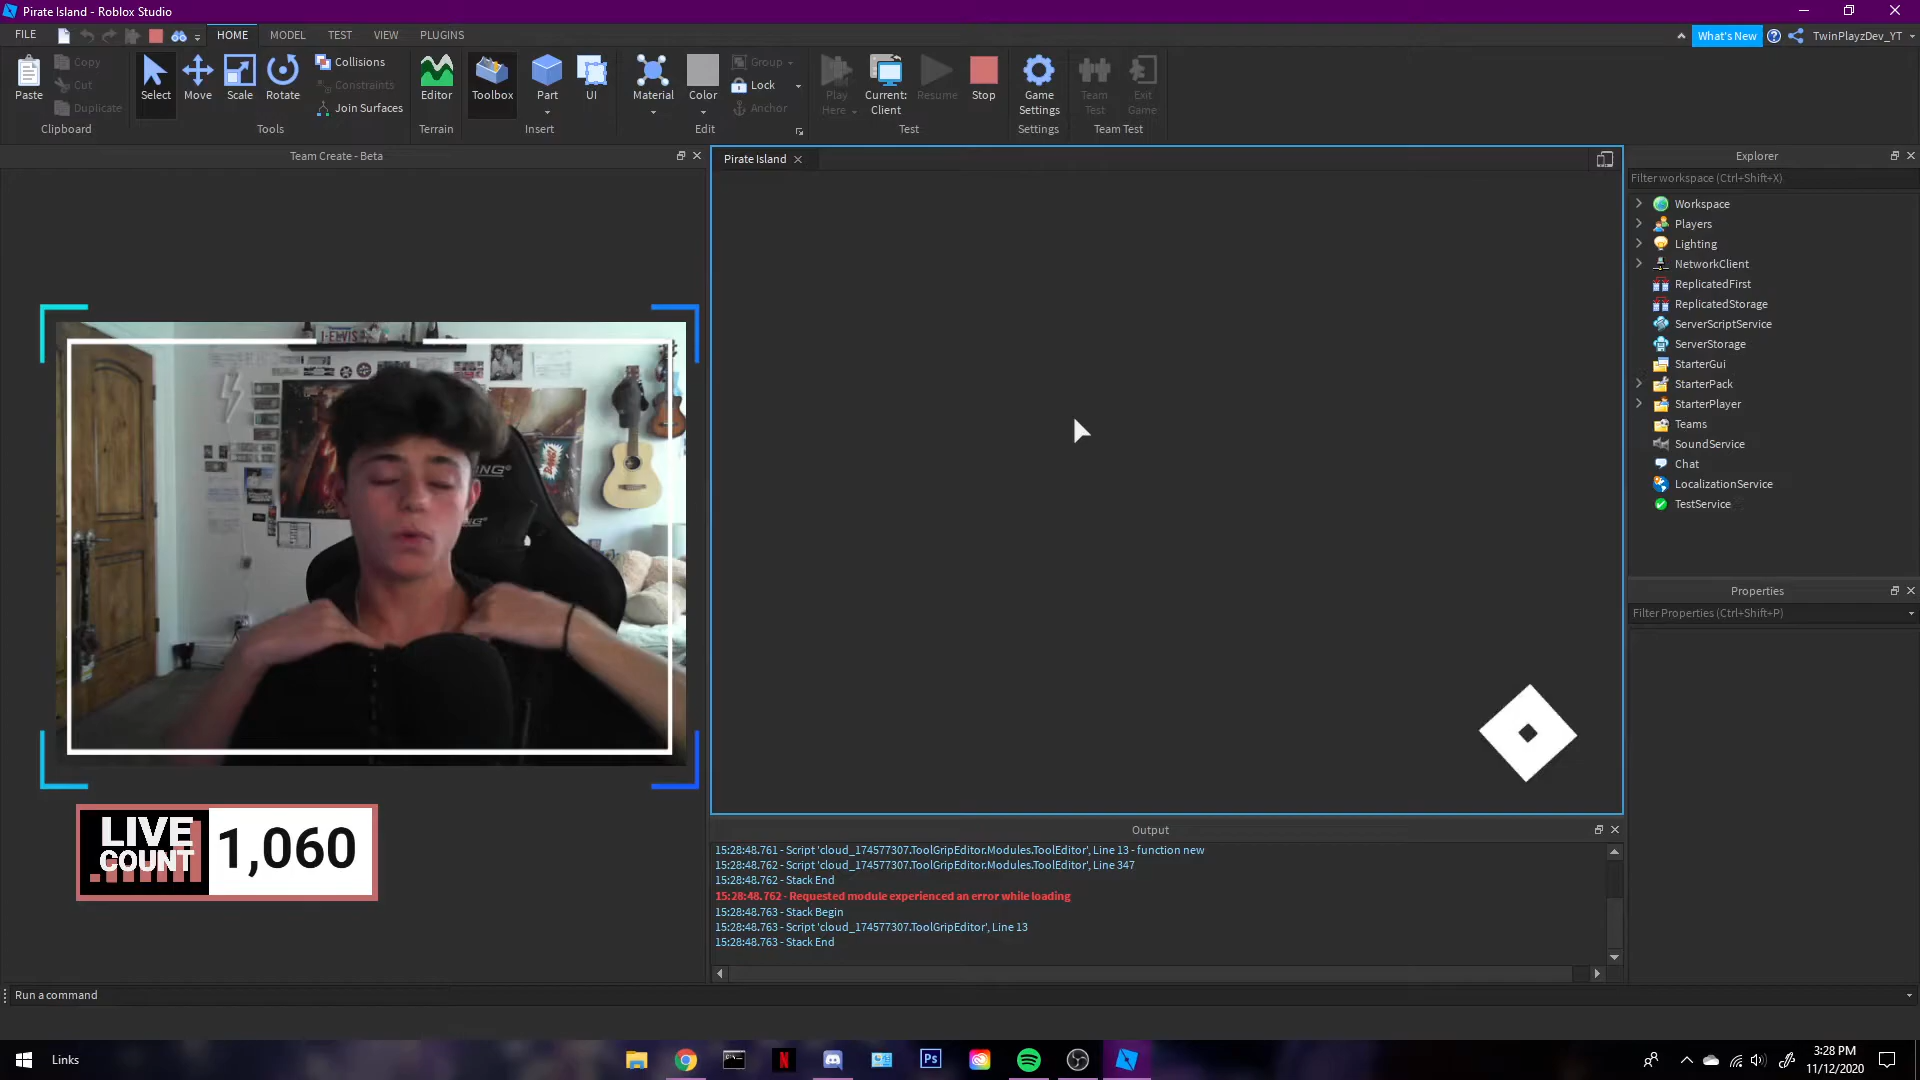 Pirate Island - Roblox Studio
FILE
HOME
MODEL
TEST
VIEW
PLUGINS
What's New
TwinPlayzDev_YT
Paste
Copy
Cut
Duplicate
Clipboard
Select
Move
Scale
Rotate
Collisions
Constraints
Join Surfaces
Tools
Editor
Terrain
Toolbox
Part
UI
Insert
Material
Color
Group
Lock
Anchor
Edit
Play
Here
Current:
Client
Resume
Stop
Test
Game
Settings
Settings
Team
Test
Exit
Game
Team Test
Team Create - Beta
Pirate Island
Explorer
Filter workspace (Ctrl+Shift+X)
Workspace
Players
Lighting
NetworkClient
ReplicatedFirst
ReplicatedStorage
ServerScriptService
ServerStorage
StarterGui
StarterPack
StarterPlayer
Teams
SoundService
Chat
LocalizationService
TestService
Properties
Filter Properties (Ctrl+Shift+P)
LIVE
COUNT
1,060
Output
15:28:48.761 - Script 'cloud_174577307.ToolGripEditor.Modules.ToolEditor', Line 13 - function new
15:28:48.762 - Script 'cloud_174577307.ToolGripEditor.Modules.ToolEditor', Line 347
15:28:48.762 - Stack End
15:28:48.762 - Requested module experienced an error while loading
15:28:48.763 - Stack Begin
15:28:48.763 - Script 'cloud_174577307.ToolGripEditor', Line 13
15:28:48.763 - Stack End
Run a command
Links
Ps
3:28 PM
11/12/2020